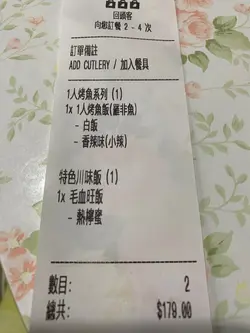 回頭客
向您訂餐 2 - 4 次
訂單備註
ADD CUTLERY / 加入餐具
1人烤魚系列 (1)
1x 1人烤魚飯(羅非魚)
- 白飯
- 香辣味(小辣)
特色川味飯 (1)
1x 毛血旺飯
- 熱檸蜜
數目: 2
總共: $179.00